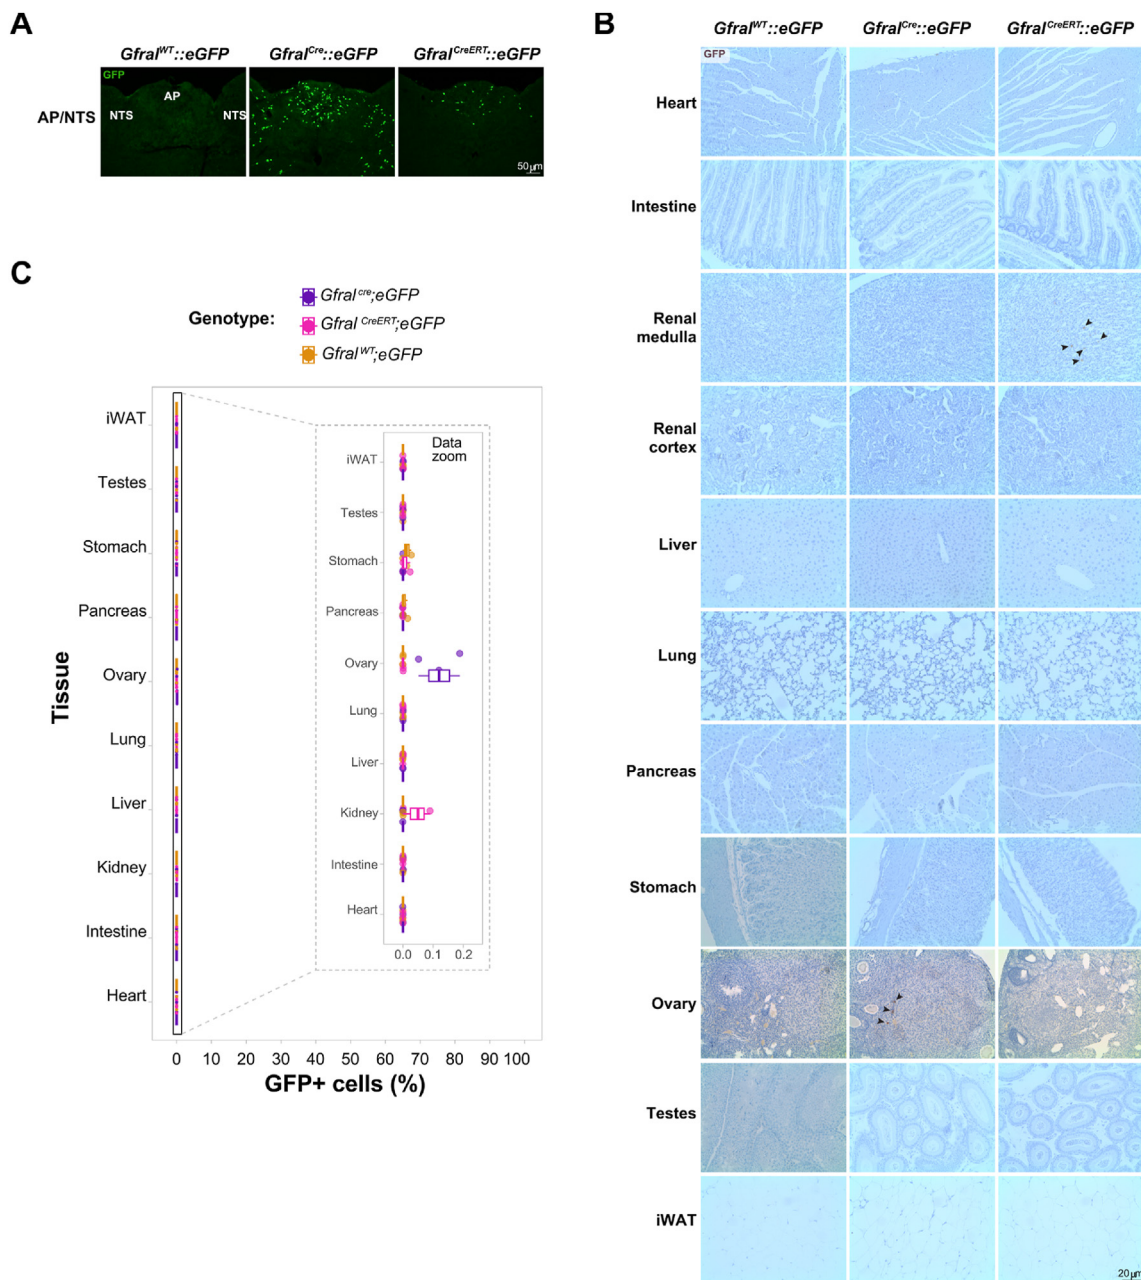 A
Gfral^WT::eGFP Gfral^Cre::eGFP Gfral^CreERT::eGFP
GFP
AP
NTS NTS
AP/NTS
50 µm
B
Gfral^WT::eGFP Gfral^Cre::eGFP Gfral^CreERT::eGFP
GFP
Heart
Intestine
Renal
medulla
Renal
cortex
Liver
Lung
Pancreas
Stomach
Ovary
Testes
iWAT
20 µm
C
Genotype:
Gfral^cre;eGFP
Gfral^CreERT;eGFP
Gfral^WT;eGFP
Tissue
iWAT
Testes
Stomach
Pancreas
Ovary
Lung
Liver
Kidney
Intestine
Heart
0 10 20 30 40 50 60 70 80 90 100
GFP+ cells (%)
Data
zoom
iWAT
Testes
Stomach
Pancreas
Ovary
Lung
Liver
Kidney
Intestine
Heart
0.0 0.1 0.2